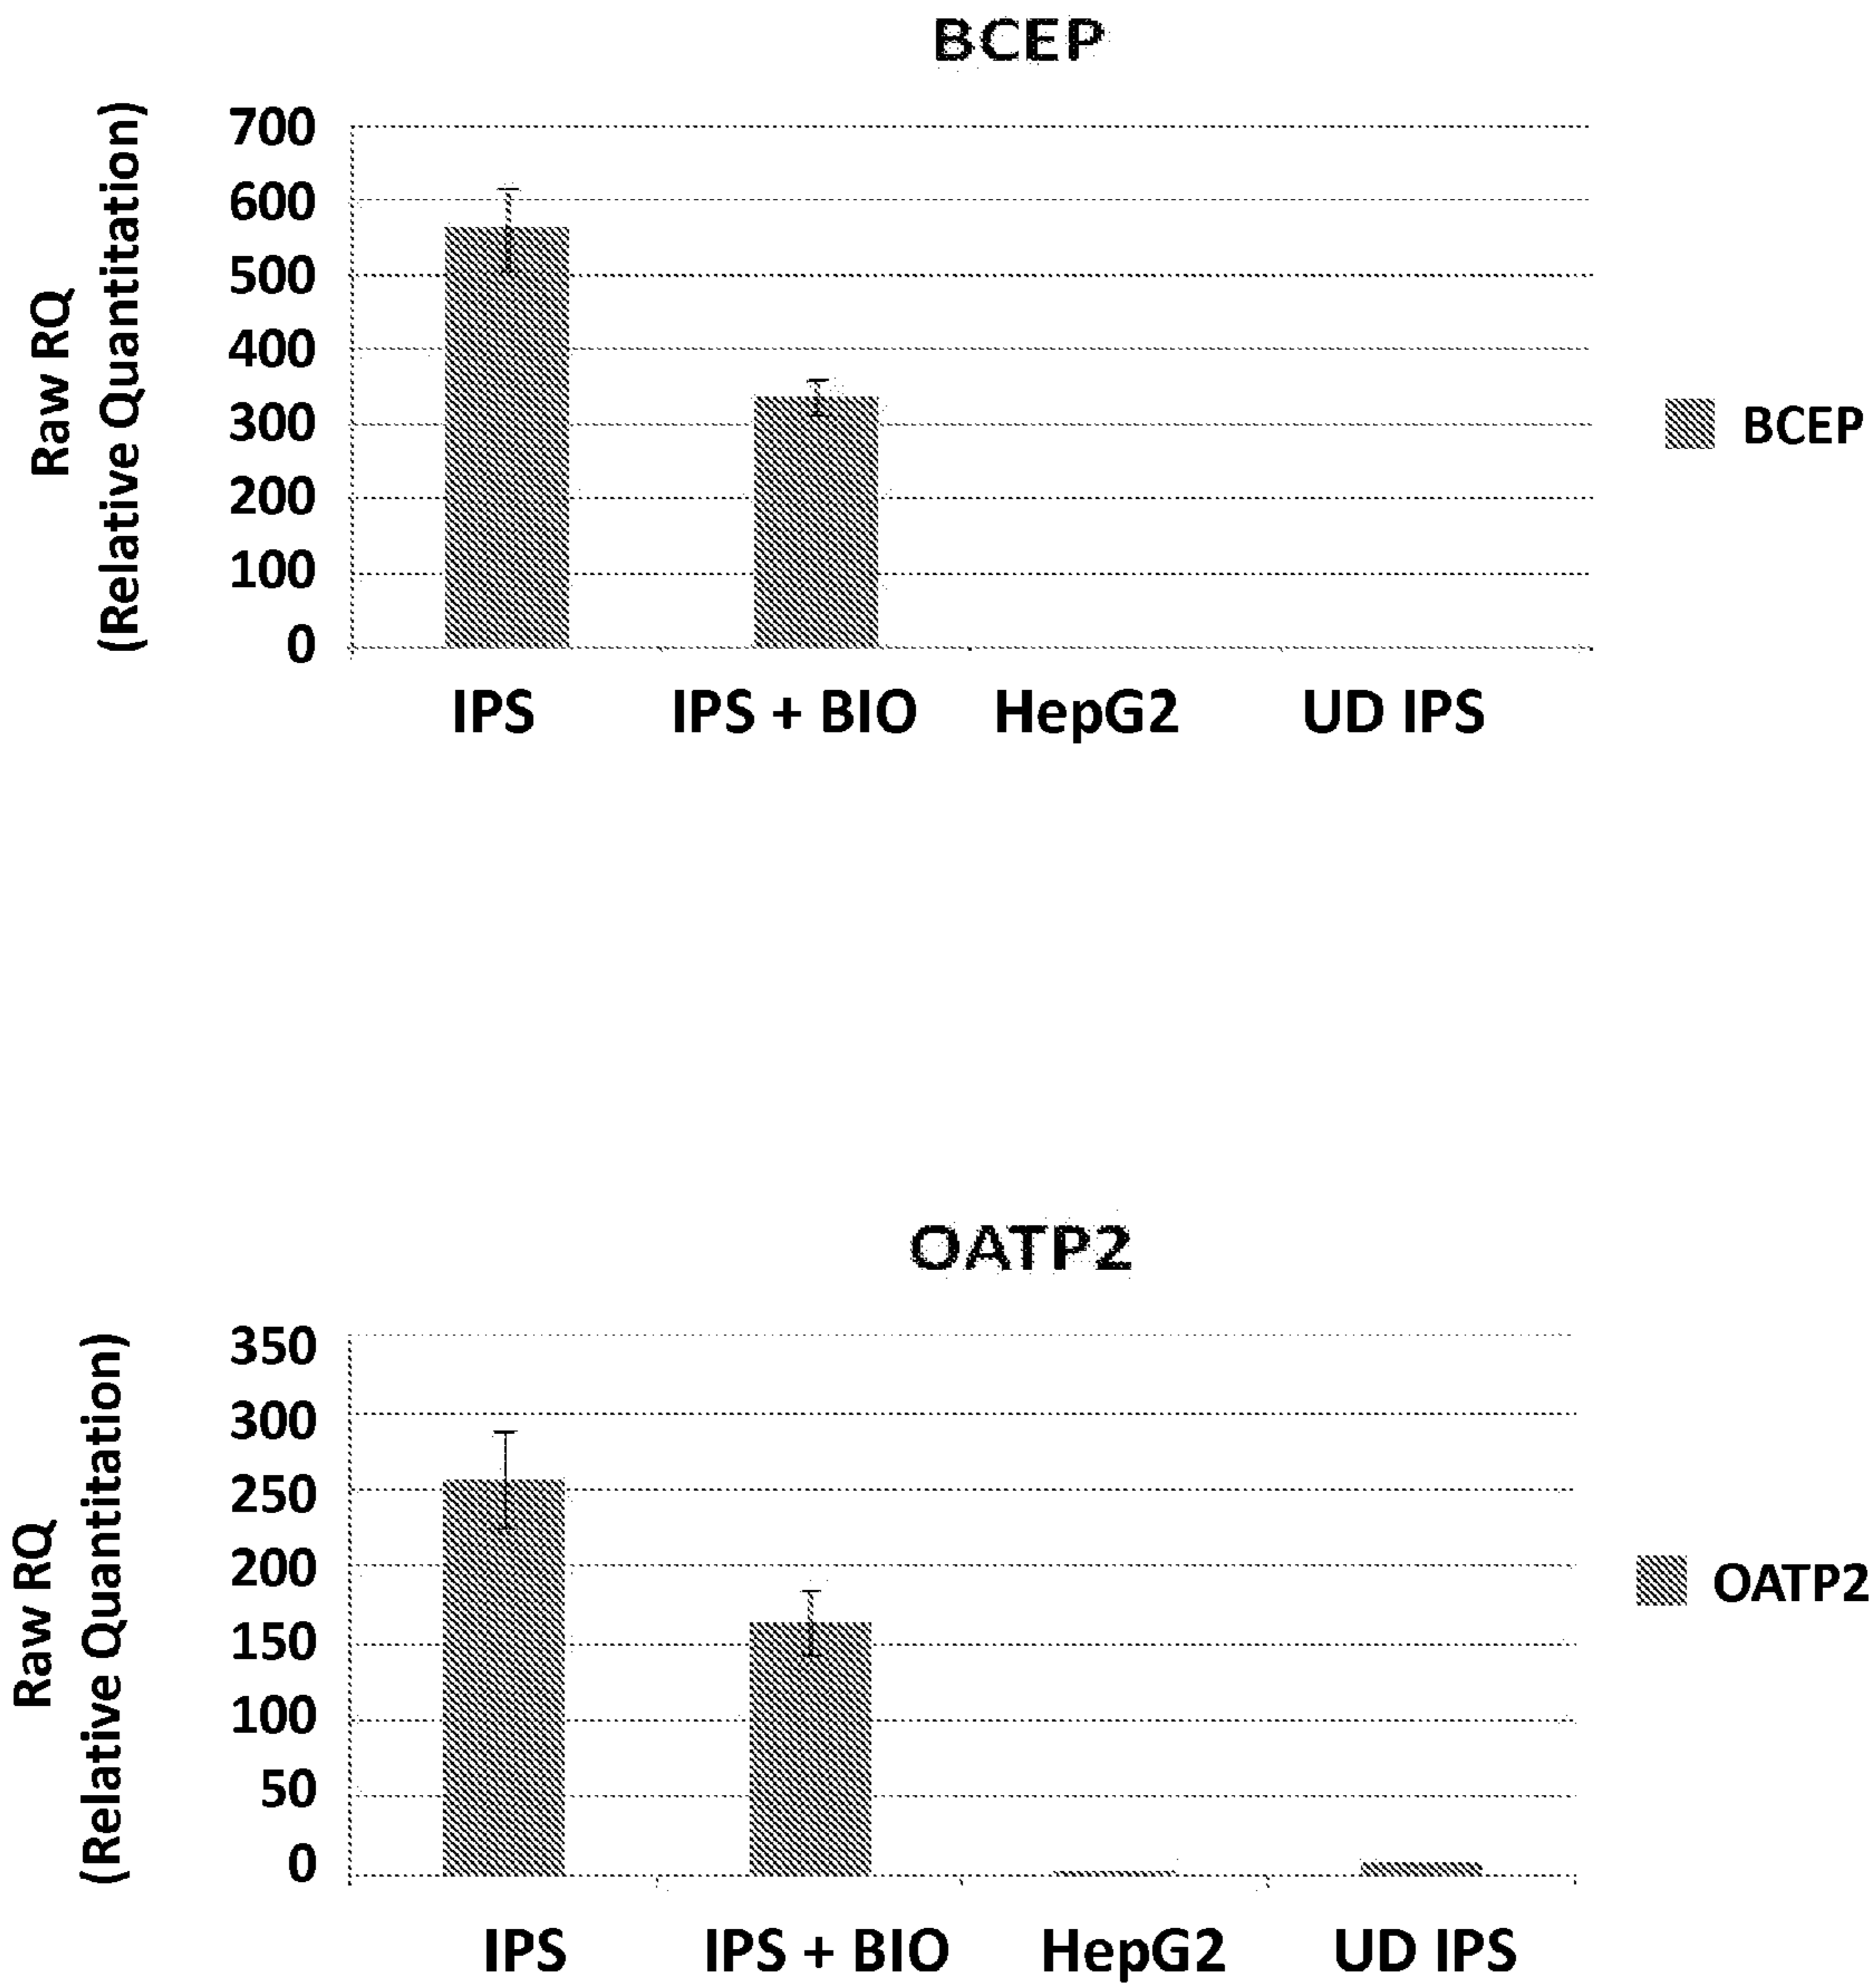 BCEP
700
600
500
400
300
200
100
0
Raw RQ
(Relative Quantitation)
IPS
IPS + BIO
HepG2
UD IPS
BCEP
OATP2
350
300
250
200
150
100
50
0
Raw RQ
(Relative Quantitation)
IPS
IPS + BIO
HepG2
UD IPS
OATP2